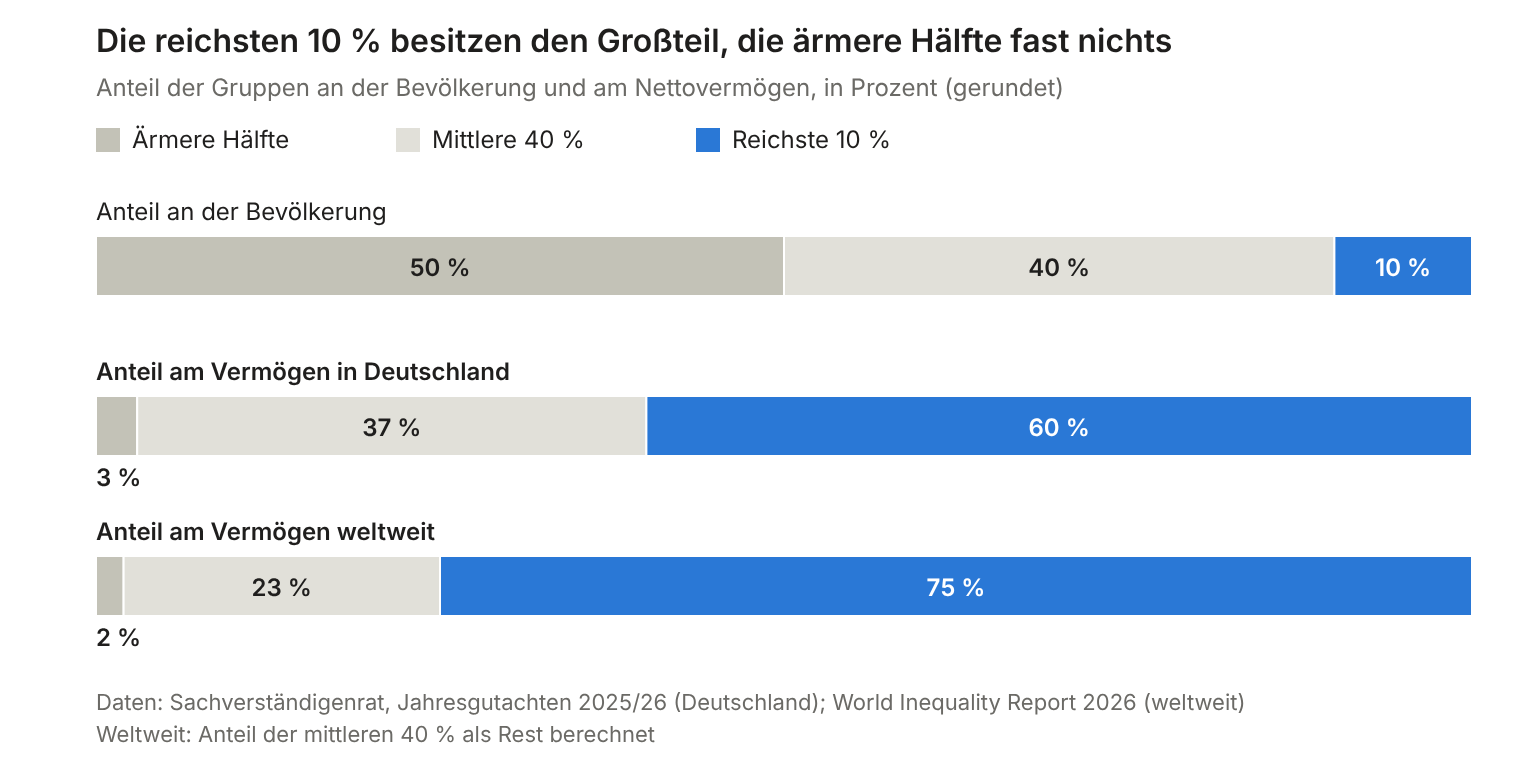 Die reichsten 10 % besitzen den Großteil, die ärmere Hälfte fast nichts
Anteil der Gruppen an der Bevölkerung und am Nettovermögen, in Prozent (gerundet)
Ärmere Hälfte Mittlere 40 % Reichste 10 %
Anteil an der Bevölkerung
50 % 40 % 10 %
Anteil am Vermögen in Deutschland
37 % 60 %
3 %
Anteil am Vermögen weltweit
23 % 75 %
2 %
Daten: Sachverständigenrat, Jahresgutachten 2025/26 (Deutschland); World Inequality Report 2026 (weltweit)
Weltweit: Anteil der mittleren 40 % als Rest berechnet